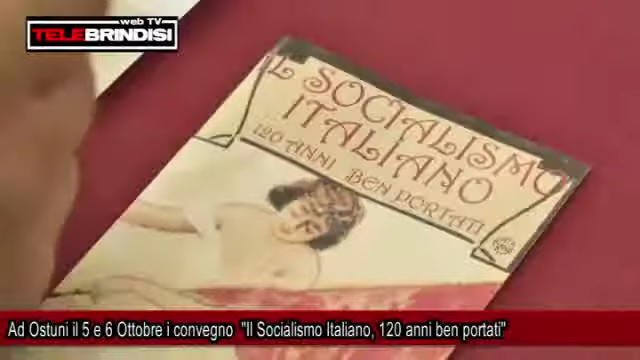 web TV
TELEBRINDISI
IL SOCIALISMO
ITALIANO
120 ANNI BEN PORTATI
Ad Ostuni il 5 e 6 Ottobre i convegno "Il Socialismo Italiano, 120 anni ben portati"